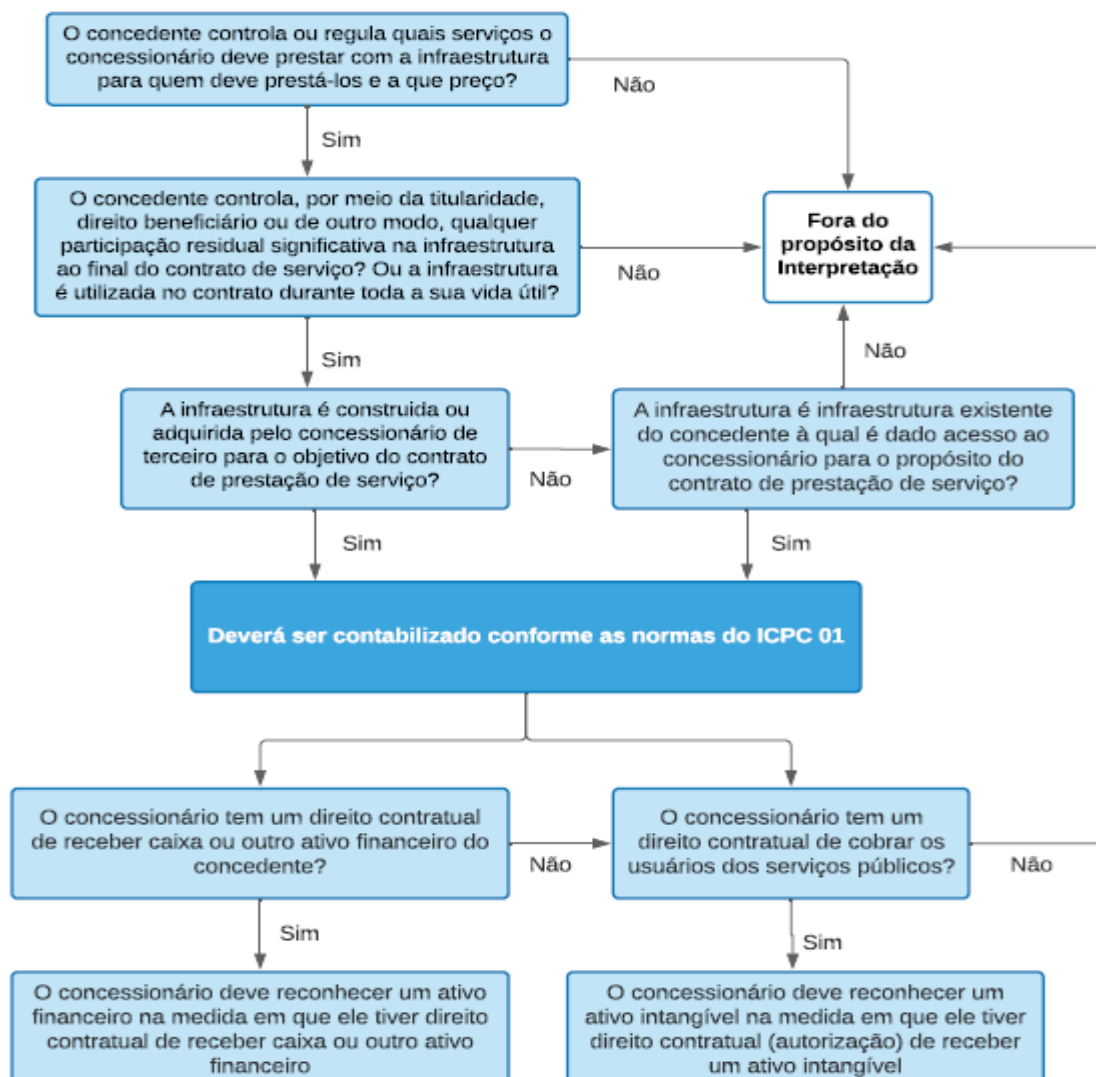 O concedente controla ou regula quais serviços o
concessionário deve prestar com a infraestrutura
para quem deve prestá-los e a que preço?
Não
Sim
O concedente controla, por meio da titularidade,
direito beneficiário ou de outro modo, qualquer
participação residual significativa na infraestrutura
ao final do contrato de serviço? Ou a infraestrutura
é utilizada no contrato durante toda a sua vida útil?
Não
Fora do
propósito da
Interpretação
Sim
Não
A infraestrutura é construida ou
adquirida pelo concessionário de
terceiro para o objetivo do contrato
de prestação de serviço?
Não
A infraestrutura é infraestrutura existente
do concedente à qual é dado acesso ao
concessionário para o propósito do
contrato de prestação de serviço?
Sim
Sim
Deverá ser contabilizado conforme as normas do ICPC 01
O concessionário tem um direito contratual
de receber caixa ou outro ativo financeiro do
concedente?
Não
O concessionário tem um
direito contratual de cobrar os
usuários dos serviços públicos?
Não
Sim
Sim
O concessionário deve reconhecer um ativo
financeiro na medida em que ele tiver direito
contratual de receber caixa ou outro ativo
financeiro
O concessionário deve reconhecer um
ativo intangível na medida em que ele tiver
direito contratual (autorização) de receber
um ativo intangível